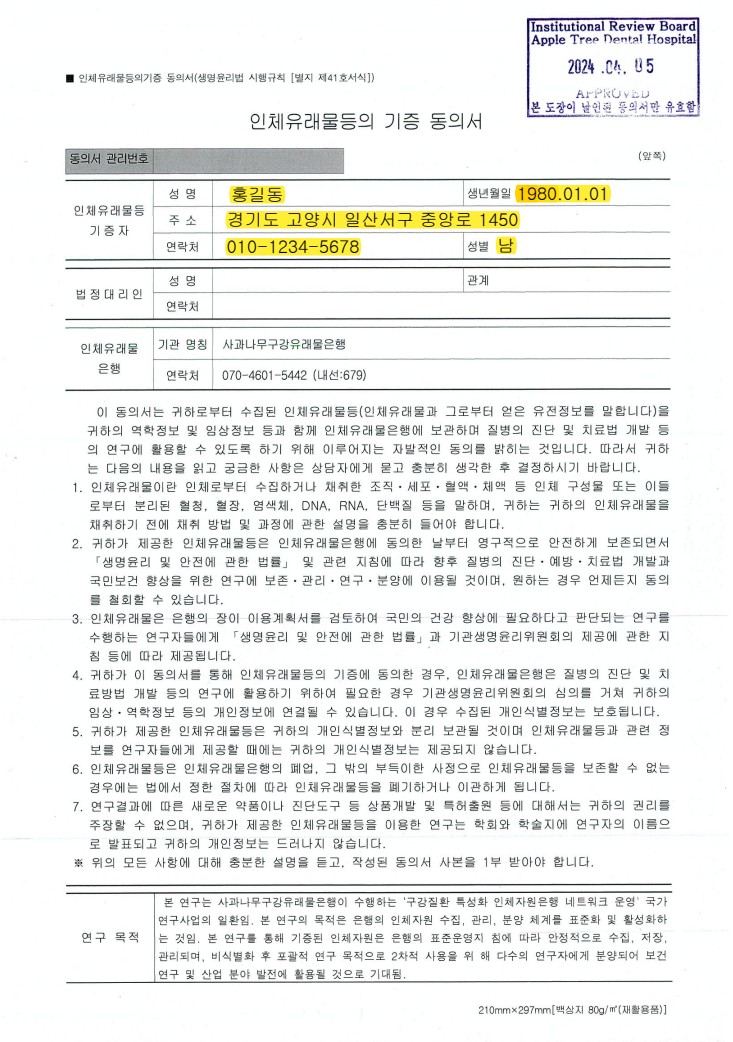 Institutional Review Board
Apple Tree Dental Hospital
2024 .04. 05
APPROVED
본 도장이 날인된 동의서만 유효함
■ 인체유래물등의기증 동의서(생명윤리법 시행규칙 [별지 제41호서식])
인체유래물등의 기증 동의서
동의서 관리번호
(앞쪽)
인체유래물등 기증자
성 명 홍길동 생년월일 1980.01.01
주 소 경기도 고양시 일산서구 중앙로 1450
연락처 010-1234-5678 성별 남
법정대리인
성 명 관계
연락처
인체유래물 은행
기관 명칭 사과나무구강유래물은행
연락처 070-4601-5442 (내선:679)
이 동의서는 귀하로부터 수집된 인체유래물등(인체유래물과 그로부터 얻은 유전정보를 말합니다)을
귀하의 역학정보 및 임상정보 등과 함께 인체유래물은행에 보관하며 질병의 진단 및 치료법 개발 등
의 연구에 활용할 수 있도록 하기 위해 이루어지는 자발적인 동의를 밝히는 것입니다. 따라서 귀하
는 다음의 내용을 읽고 궁금한 사항은 상담자에게 묻고 충분히 생각한 후 결정하시기 바랍니다.
1. 인체유래물이란 인체로부터 수집하거나 채취한 조직·세포·혈액·체액 등 인체 구성물 또는 이들
로부터 분리된 혈청, 혈장, 염색체, DNA, RNA, 단백질 등을 말하며, 귀하는 귀하의 인체유래물을
채취하기 전에 채취 방법 및 과정에 관한 설명을 충분히 들어야 합니다.
2. 귀하가 제공한 인체유래물등은 인체유래물은행에 동의한 날부터 영구적으로 안전하게 보존되면서
「생명윤리 및 안전에 관한 법률」 및 관련 지침에 따라 향후 질병의 진단·예방·치료법 개발과
국민보건 향상을 위한 연구에 보존·관리·연구·분양에 이용될 것이며, 원하는 경우 언제든지 동의
를 철회할 수 있습니다.
3. 인체유래물은 은행의 장이 이용계획서를 검토하여 국민의 건강 향상에 필요하다고 판단되는 연구를
수행하는 연구자들에게 「생명윤리 및 안전에 관한 법률」과 기관생명윤리위원회의 제공에 관한 지
침 등에 따라 제공됩니다.
4. 귀하가 이 동의서를 통해 인체유래물등의 기증에 동의한 경우, 인체유래물은행은 질병의 진단 및 치
료방법 개발 등의 연구에 활용하기 위하여 필요한 경우 기관생명윤리위원회의 심의를 거쳐 귀하의
임상·역학정보 등의 개인정보에 연결될 수 있습니다. 이 경우 수집된 개인식별정보는 보호됩니다.
5. 귀하가 제공한 인체유래물등은 귀하의 개인식별정보와 분리 보관될 것이며 인체유래물등과 관련 정
보를 연구자들에게 제공할 때에는 귀하의 개인식별정보는 제공되지 않습니다.
6. 인체유래물등은 인체유래물은행의 폐업, 그 밖의 부득이한 사정으로 인체유래물등을 보존할 수 없는
경우에는 법에서 정한 절차에 따라 인체유래물등을 폐기하거나 이관하게 됩니다.
7. 연구결과에 따른 새로운 약품이나 진단도구 등 상품개발 및 특허출원 등에 대해서는 귀하의 권리를
주장할 수 없으며, 귀하가 제공한 인체유래물등을 이용한 연구는 학회와 학술지에 연구자의 이름으
로 발표되고 귀하의 개인정보는 드러나지 않습니다.
※ 위의 모든 사항에 대해 충분한 설명을 듣고, 작성된 동의서 사본을 1부 받아야 합니다.
연구 목적
본 연구는 사과나무구강유래물은행이 수행하는 '구강질환 특성화 인체자원은행 네트워크 운영' 국가
연구사업의 일환임. 본 연구의 목적은 은행의 인체자원 수집, 관리, 분양 체계를 표준화 및 활성화하
는 것임. 본 연구를 통해 기증된 인체자원은 은행의 표준운영지 침에 따라 안정적으로 수집, 저장,
관리되며, 비식별화 후 포괄적 연구 목적으로 2차적 사용을 위 해 다수의 연구자에게 분양되어 보건
연구 및 산업 분야 발전에 활용될 것으로 기대됨.
210mm×297mm[백상지 80g/㎡(재활용품)]